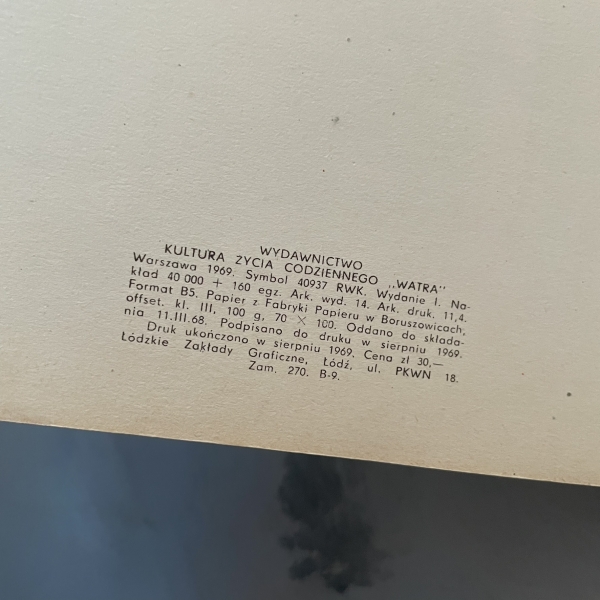 WYDAWNICTWO
KULTURA ŻYCIA CODZIENNEGO „WATRA"
Warszawa 1969. Symbol 40937 RWK, Wydanie I. Na-
kład 40 000 + 160 egz. Ark. wyd. 14. Ark. druk. 11,4.
Format B5. Papier z Fabryki Papieru w Boruszowicach,
offset. kl. III, 100 g, 70 × 100. Oddano do składa-
nia 11.III.68. Podpisano do druku w sierpniu 1969.
Druk ukończono w sierpniu 1969. Cena zł 30,—
Łódzkie Zakłady Graficzne, Łódź, ul. PKWN 18.
Zam. 270. B-9.